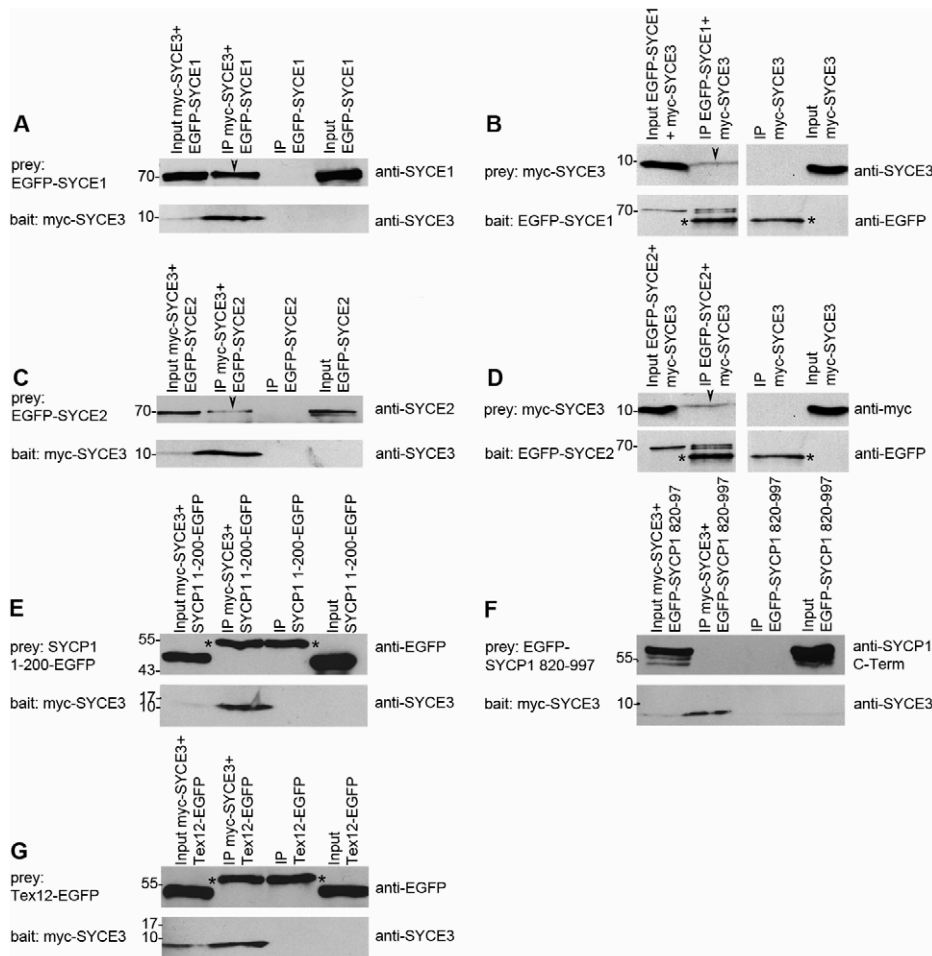 A
Input myc-SYCE3+
EGFP-SYCE1
IP myc-SYCE3+
EGFP-SYCE1
IP
EGFP-SYCE1
Input
EGFP-SYCE1
prey:
EGFP-SYCE1
70-
anti-SYCE1
bait: myc-SYCE3
10-
anti-SYCE3
B
Input EGFP-SYCE1
+ myc-SYCE3
IP EGFP-SYCE1+
myc-SYCE3
IP
myc-SYCE3
Input
myc-SYCE3
prey: myc-SYCE3
10-
anti-SYCE3
bait: EGFP-SYCE1
70-
*
*
anti-EGFP
C
Input myc-SYCE3+
EGFP-SYCE2
IP myc-SYCE3+
EGFP-SYCE2
IP
EGFP-SYCE2
Input
EGFP-SYCE2
prey:
EGFP-SYCE2
70-
anti-SYCE2
bait: myc-SYCE3
10-
anti-SYCE3
D
Input EGFP-SYCE2+
myc-SYCE3
IP EGFP-SYCE2+
myc-SYCE3
IP
myc-SYCE3
Input
myc-SYCE3
prey: myc-SYCE3
10-
anti-myc
bait: EGFP-SYCE2
70-
*
*
anti-EGFP
E
Input myc-SYCE3+
SYCP1 1-200-EGFP
IP myc-SYCE3+
SYCP1 1-200-EGFP
IP
SYCP1 1-200-EGFP
Input
SYCP1 1-200-EGFP
prey: SYCP1
1-200-EGFP
55-
43-
*
*
anti-EGFP
bait: myc-SYCE3
17-
10-
anti-SYCE3
F
Input myc-SYCE3+
EGFP-SYCP1 820-97
IP myc-SYCE3+
EGFP-SYCP1 820-997
IP
EGFP-SYCP1 820-997
Input
EGFP-SYCP1 820-997
prey: EGFP-
SYCP1 820-997
55-
anti-SYCP1
C-Term
bait: myc-SYCE3
10-
anti-SYCE3
G
Input myc-SYCE3+
Tex12-EGFP
IP myc-SYCE3+
Tex12-EGFP
IP
Tex12-EGFP
Input
Tex12-EGFP
prey:
Tex12-EGFP
55-
*
*
anti-EGFP
bait: myc-SYCE3
17-
10-
anti-SYCE3